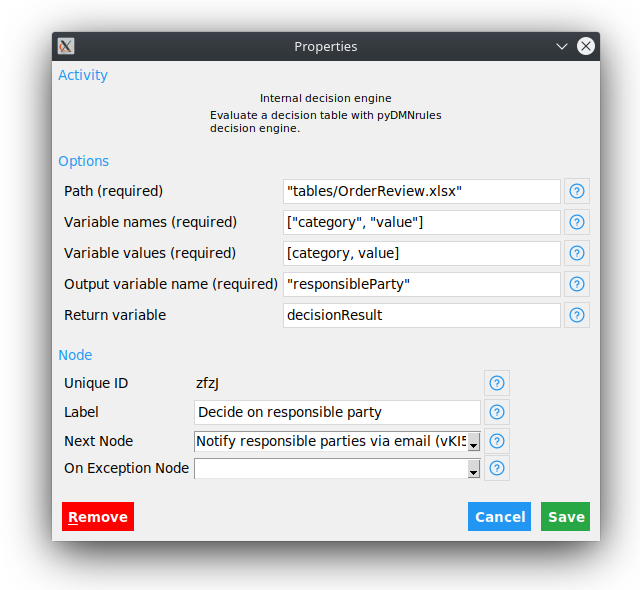 Properties
Activity
Internal decision engine
Evaluate a decision table with pyDMNrules
decision engine.
Options
Path (required) "tables/OrderReview.xlsx"
Variable names (required) ["category", "value"]
Variable values (required) [category, value]
Output variable name (required) "responsibleParty"
Return variable decisionResult
Node
Unique ID zfzJ
Label Decide on responsible party
Next Node Notify responsible parties via email
On Exception Node
Remove Cancel Save